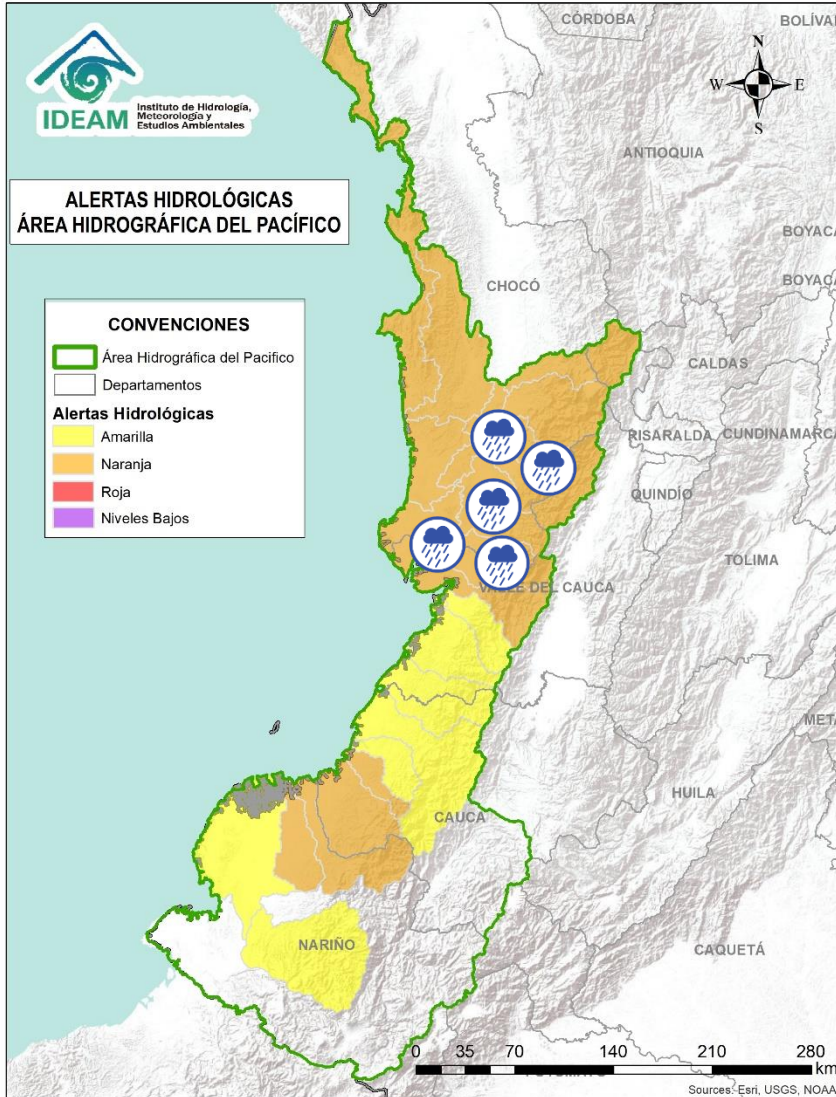 IDEAM
Instituto de Hidrología,
Meteorología y
Estudios Ambientales
ALERTAS HIDROLÓGICAS
ÁREA HIDROGRÁFICA DEL PACÍFICO
CONVENCIONES
Área Hidrográfica del Pacifico
Departamentos
Alertas Hidrológicas
Amarilla
Naranja
Roja
Niveles Bajos
N
W
E
S
CÓRDOBA
BOLÍVAR
ANTIOQUIA
BOYACÁ
BOYACÁ
CHOCÓ
CALDAS
RISARALDA
CUNDINAMARCA
QUINDÍO
TOLIMA
VALLE DEL CAUCA
META
HUILA
CAUCA
NARIÑO
CAQUETÁ
0 35 70 140 210 280
km
Sources: Esri, USGS, NOAA